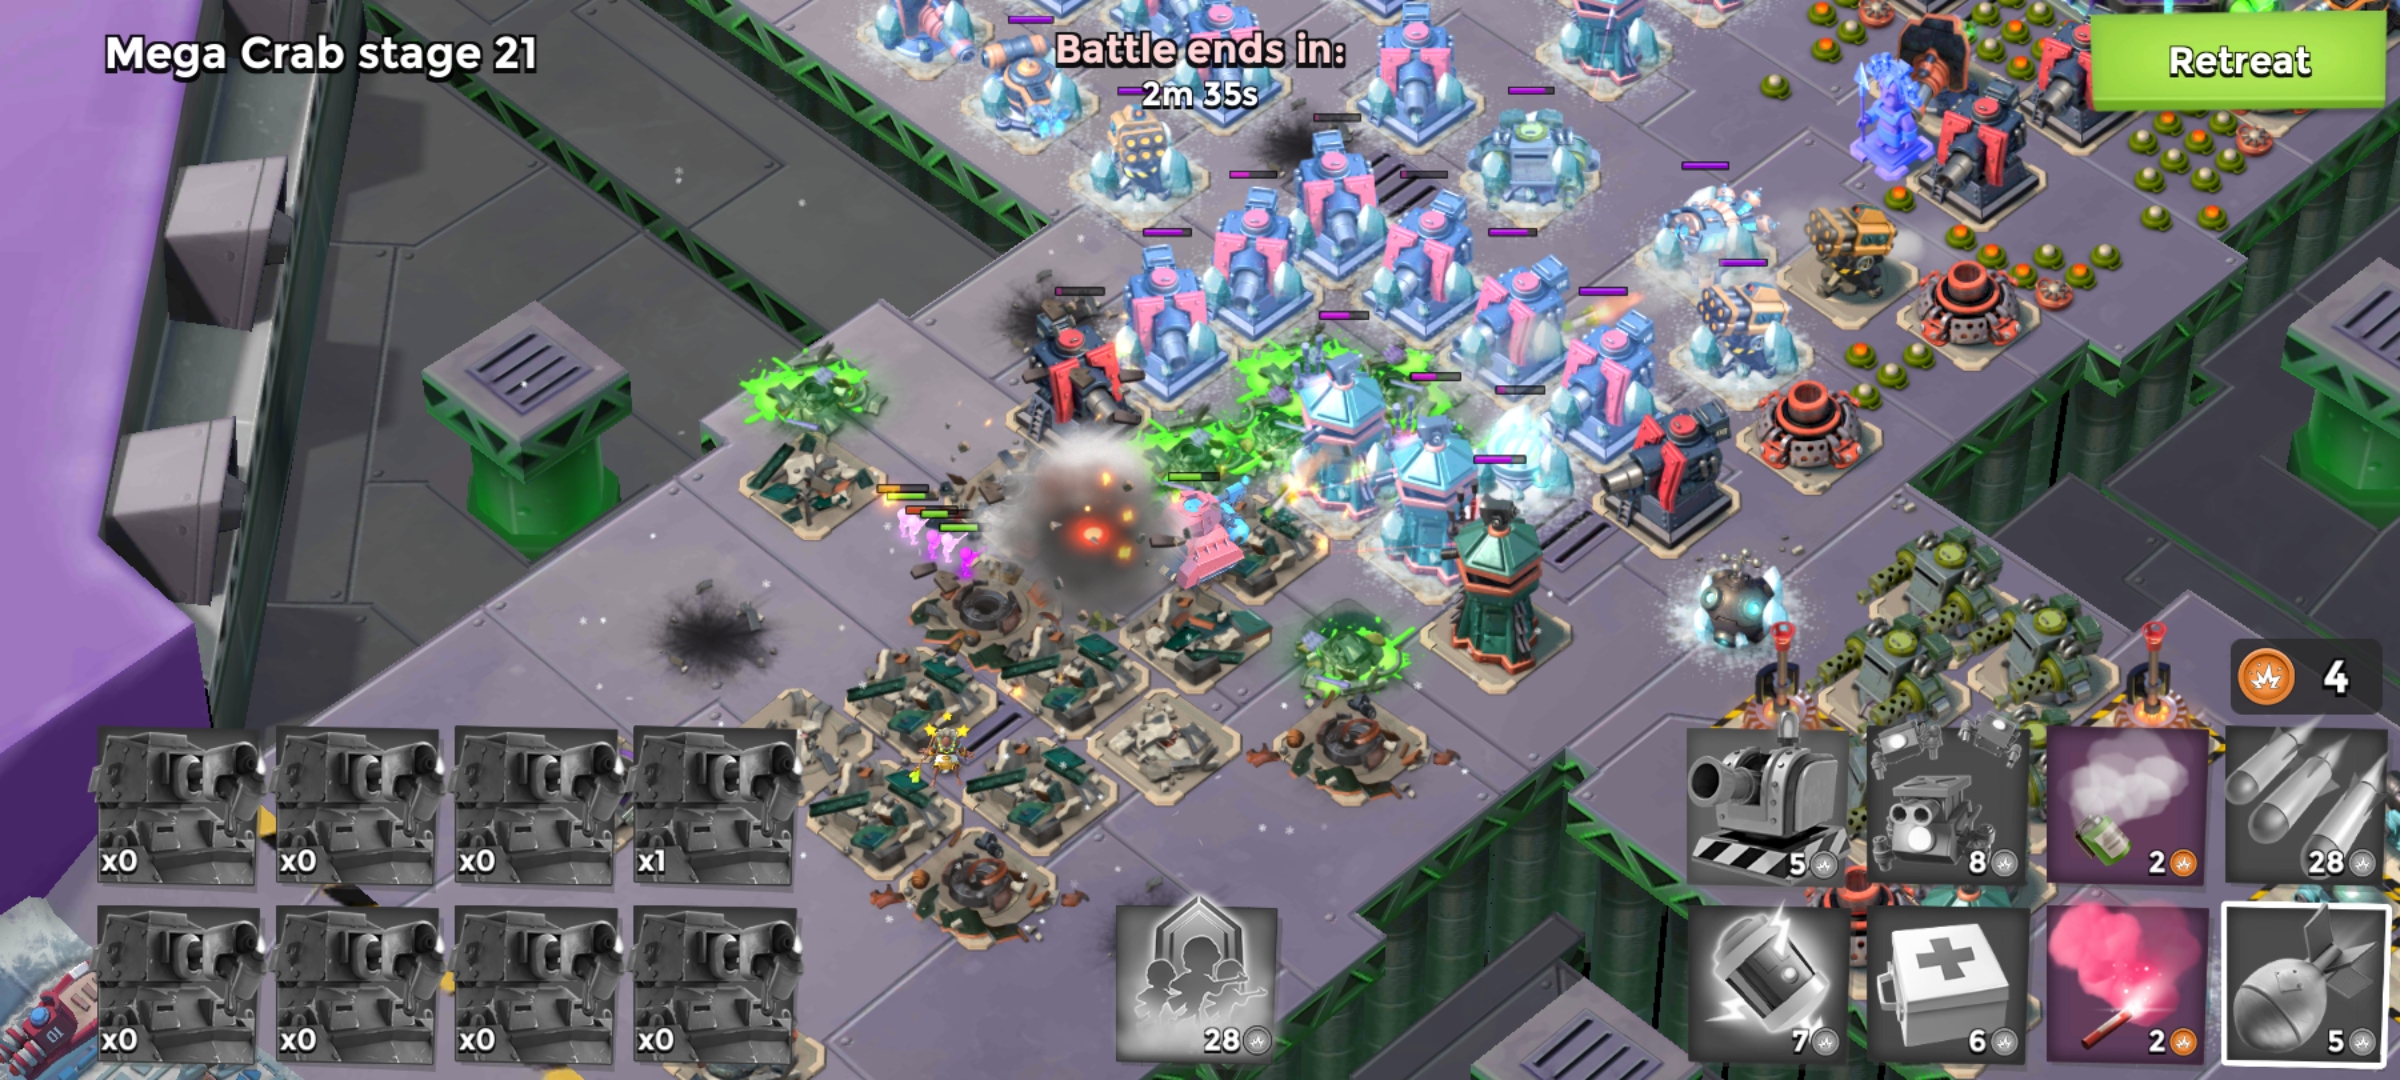 Mega Crab stage 21
Battle ends in:
2m 35s
Retreat
4
x0
x0
x0
x1
5
8
2
28
x0
x0
x0
x0
28
7
6
2
5
10